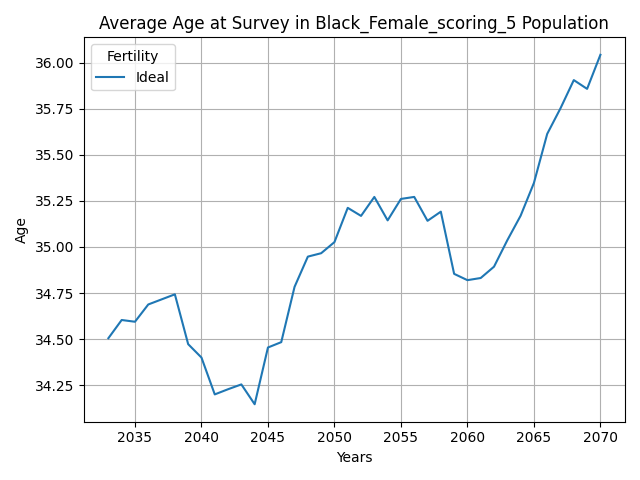 Average Age at Survey in Black_Female_scoring_5 Population
Fertility
Ideal
36.00
35.75
35.50
35.25
35.00
34.75
34.50
34.25
Age
2035 2040 2045 2050 2055 2060 2065 2070
Years